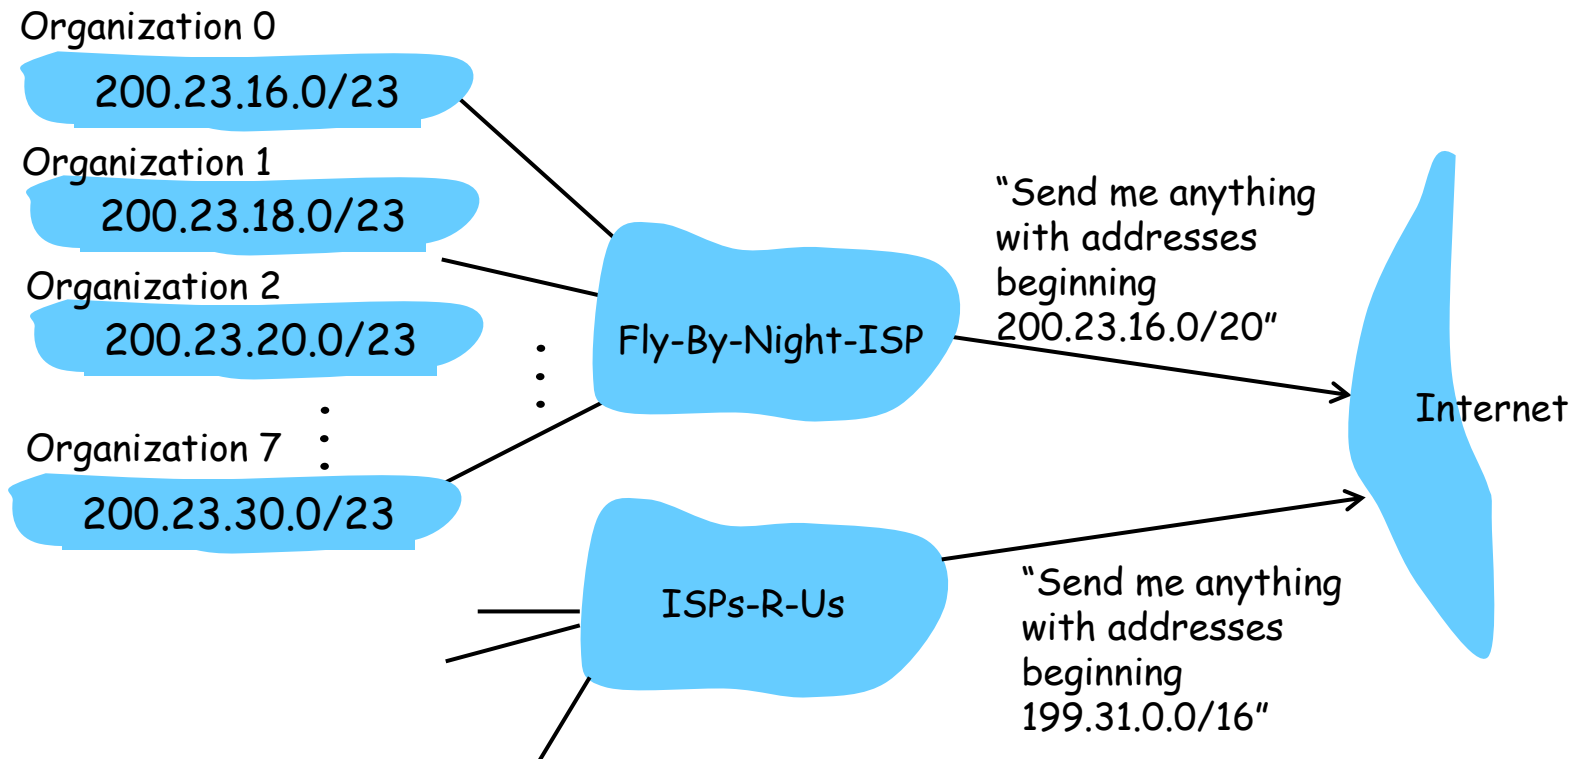 Organization 0
200.23.16.0/23
Organization 1
200.23.18.0/23
Organization 2
200.23.20.0/23
Organization 7
200.23.30.0/23
Fly-By-Night-ISP
“Send me anything
with addresses
beginning
200.23.16.0/20”
Internet
ISPs-R-Us
“Send me anything
with addresses
beginning
199.31.0.0/16”